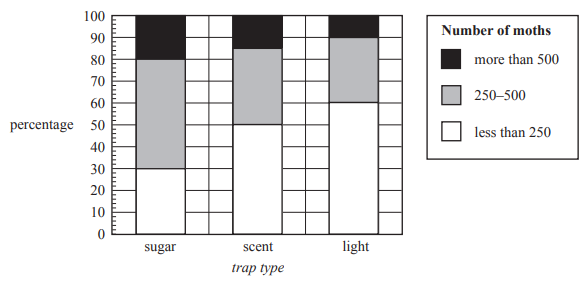 100
90
80
70
60
50
40
30
20
10
0
percentage
sugar scent light
trap type
Number of moths
more than 500
250–500
less than 250